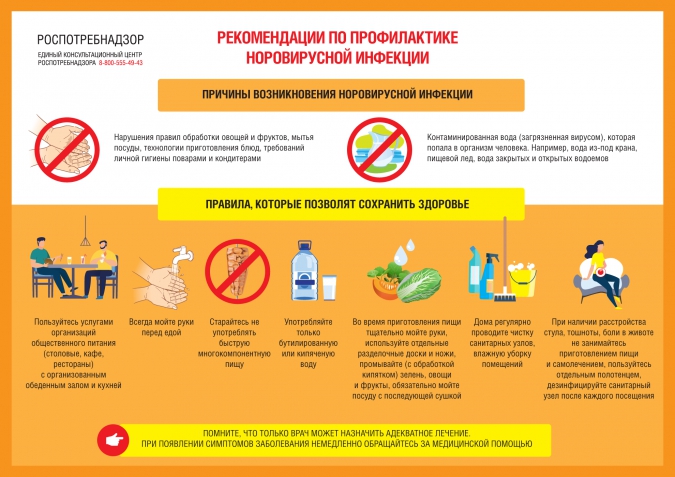 РОСПОТРЕБНАДЗОР
ЕДИНЫЙ КОНСУЛЬТАЦИОННЫЙ ЦЕНТР
РОСПОТРЕБНАДЗОРА 8-800-555-49-43
РЕКОМЕНДАЦИИ ПО ПРОФИЛАКТИКЕ
НОРОВИРУСНОЙ ИНФЕКЦИИ
ПРИЧИНЫ ВОЗНИКНОВЕНИЯ НОРОВИРУСНОЙ ИНФЕКЦИИ
Нарушения правил обработки овощей и фруктов, мытья
посуды, технологии приготовления блюд, требований
личной гигиены поварами и кондитерами
Контаминированная вода (загрязненная вирусом), которая
попала в организм человека. Например, вода из-под крана,
пищевой лед, вода закрытых и открытых водоемов
ПРАВИЛА, КОТОРЫЕ ПОЗВОЛЯТ СОХРАНИТЬ ЗДОРОВЬЕ
Пользуйтесь услугами
организаций
общественного питания
(столовые, кафе,
рестораны)
с организованным
обеденным залом и кухней
Всегда мойте руки
перед едой
Старайтесь не
употреблять
быструю
многокомпонентную
пищу
Употребляйте
только
бутилированную
или кипяченую
воду
Во время приготовления пищи
тщательно мойте руки,
используйте отдельные
разделочные доски и ножи,
промывайте (с обработкой
кипятком) зелень, овощи
и фрукты, обязательно мойте
посуду с последующей сушкой
Дома регулярно
проводите чистку
санитарных узлов,
влажную уборку
помещений
При наличии расстройства
стула, тошноты, боли в животе
не занимайтесь
приготовлением пищи
и самолечением, пользуйтесь
отдельным полотенцем,
дезинфицируйте санитарный
узел после каждого посещения
ПОМНИТЕ, ЧТО ТОЛЬКО ВРАЧ МОЖЕТ НАЗНАЧИТЬ АДЕКВАТНОЕ ЛЕЧЕНИЕ.
ПРИ ПОЯВЛЕНИИ СИМПТОМОВ ЗАБОЛЕВАНИЯ НЕМЕДЛЕННО ОБРАЩАЙТЕСЬ ЗА МЕДИЦИНСКОЙ ПОМОЩЬЮ